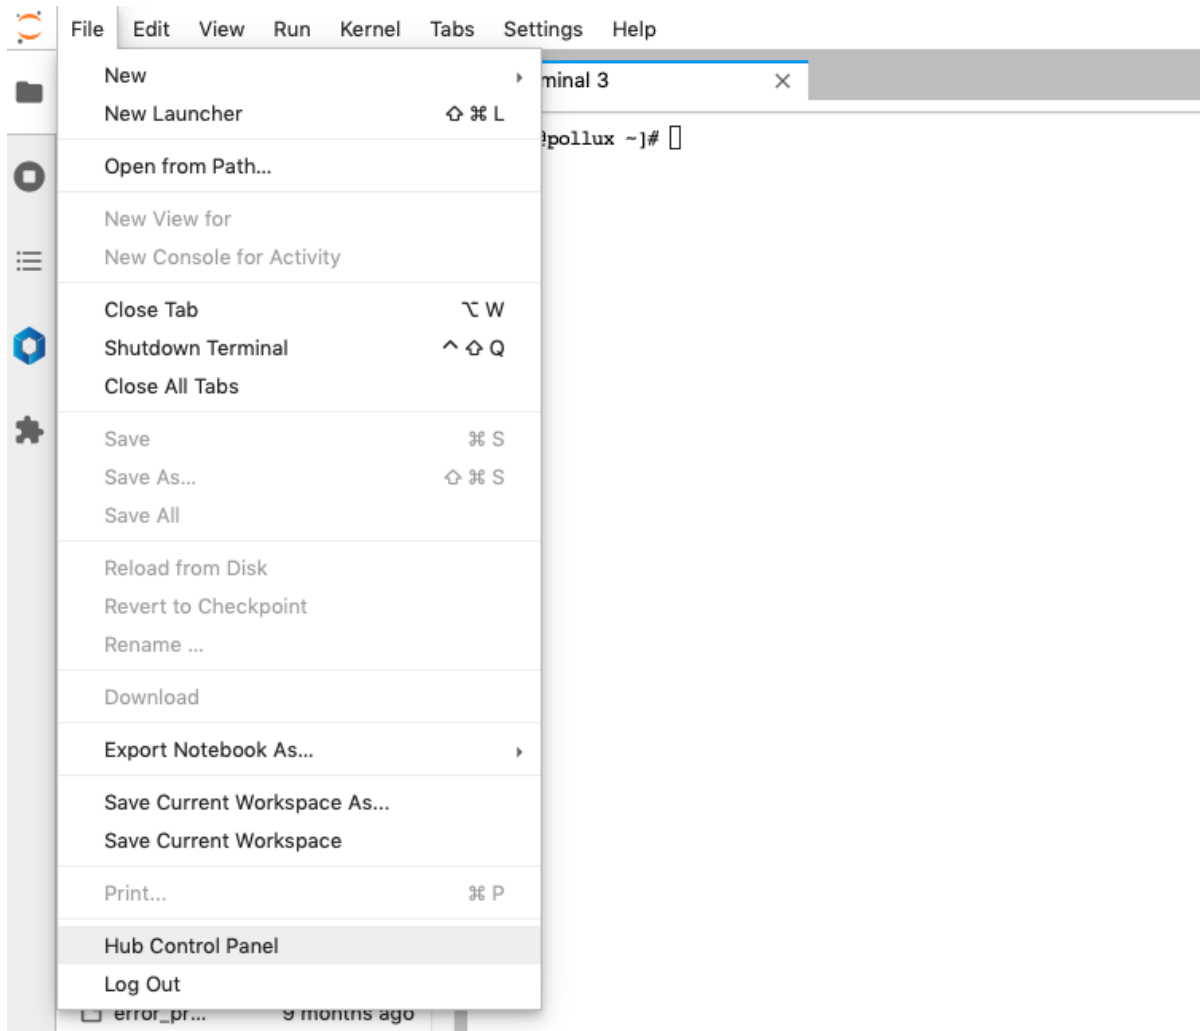 File Edit View Run Kernel Tabs Settings Help
minal 3
New
New Launcher ⇧ ⌘ L
pollux ~]#
Open from Path...
New View for
New Console for Activity
Close Tab ⌥ W
Shutdown Terminal ^ ⇧ Q
Close All Tabs
Save ⌘ S
Save As... ⇧ ⌘ S
Save All
Reload from Disk
Revert to Checkpoint
Rename ...
Download
Export Notebook As...
Save Current Workspace As...
Save Current Workspace
Print... ⌘ P
Hub Control Panel
Log Out
error_pr... 9 months ago